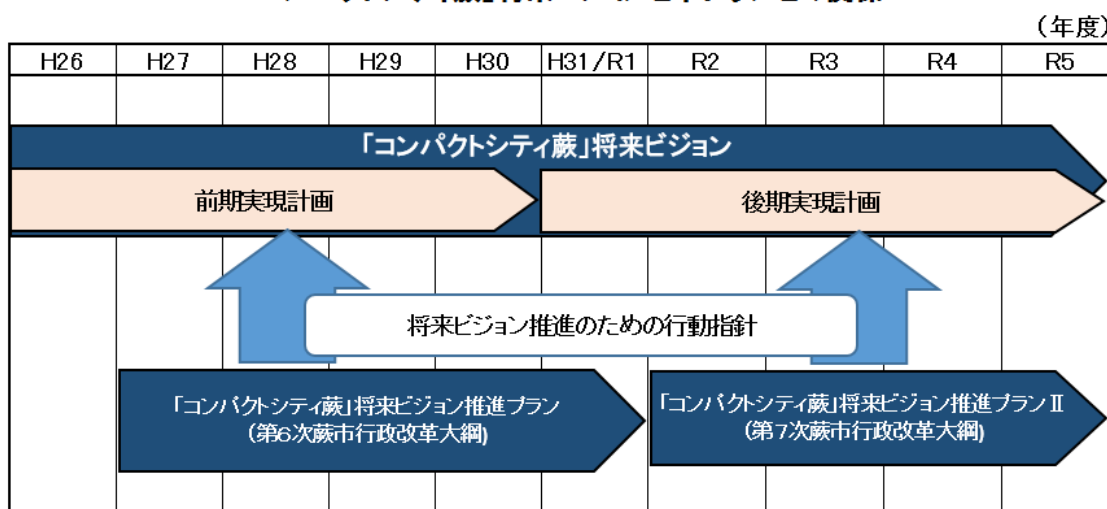 （年度）
H26 H27 H28 H29 H30 H31/R1 R2 R3 R4 R5
「コンパクトシティ蕨」将来ビジョン
前期実現計画 後期実現計画
将来ビジョン推進のための行動指針
「コンパクトシティ蕨」将来ビジョン推進プラン
（第6次蕨市行政改革大綱）
「コンパクトシティ蕨」将来ビジョン推進プランⅡ
（第7次蕨市行政改革大綱）